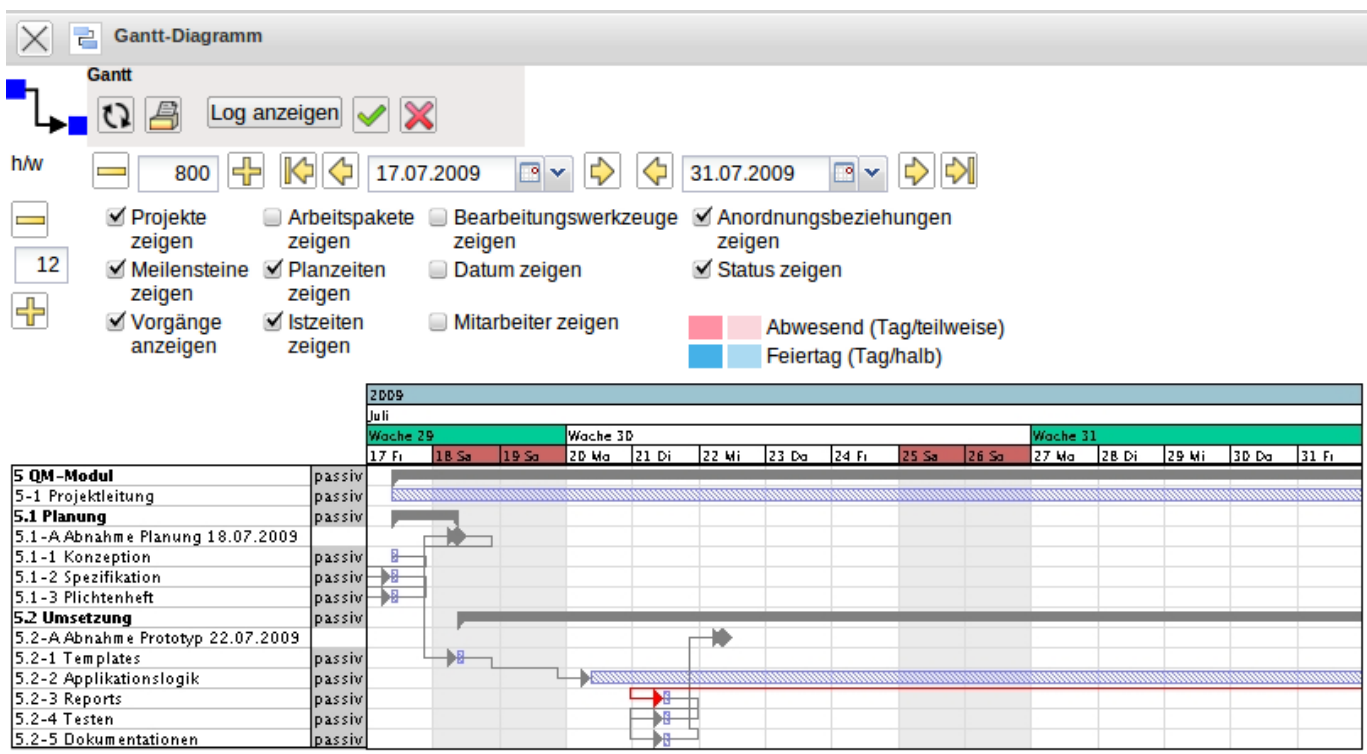 Gantt-Diagramm
Gantt
Log anzeigen
h/w
800
17.07.2009
31.07.2009
12
Projekte zeigen
Arbeitspakete zeigen
Bearbeitungswerkzeuge zeigen
Anordnungsbeziehungen zeigen
Meilensteine zeigen
Planzeiten zeigen
Datum zeigen
Status zeigen
Vorgänge anzeigen
Istzeiten zeigen
Mitarbeiter zeigen
Abwesend (Tag/teilweise)
Feiertag (Tag/halb)
2009
Juli
Woche 29 Woche 30 Woche 31
17 Fr 18 Sa 19 So 20 Mo 21 Di 22 Mi 23 Do 24 Fr 25 Sa 26 So 27 Mo 28 Di 29 Mi 30 Do 31 Fr
5 QM-Modul passiv
5-1 Projektleitung passiv
5.1 Planung passiv
5.1-A Abnahme Planung 18.07.2009
5.1-1 Konzeption passiv
5.1-2 Spezifikation passiv
5.1-3 Plichtenheft passiv
5.2 Umsetzung passiv
5.2-A Abnahme Prototyp 22.07.2009
5.2-1 Templates passiv
5.2-2 Applikationslogik passiv
5.2-3 Reports passiv
5.2-4 Testen passiv
5.2-5 Dokumentationen passiv